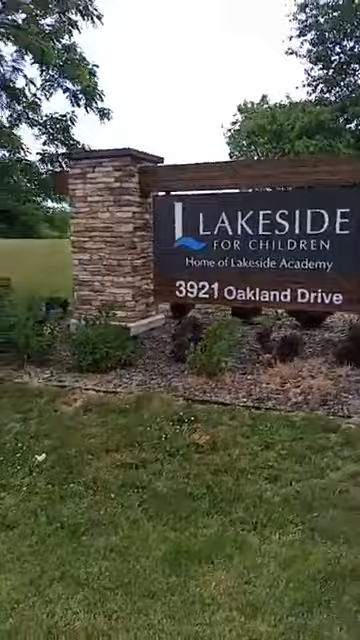 LAKESIDE
FOR CHILDREN
Home of Lakeside Academy
3921 Oakland Drive